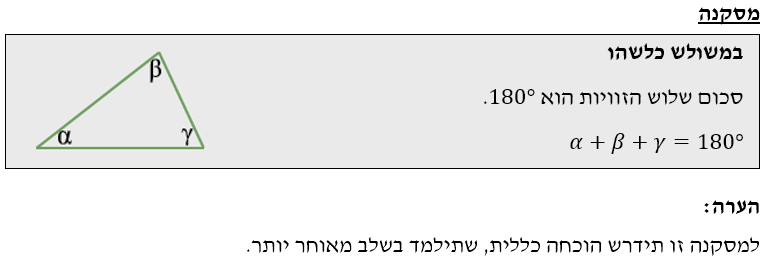 מסקנה
במשולש כלשהו
סכום שלוש הזוויות הוא 180°.
α + β + γ = 180°
β
α
γ
הערה:
למסקנה זו תידרש הוכחה כללית, שתילמד בשלב מאוחר יותר.